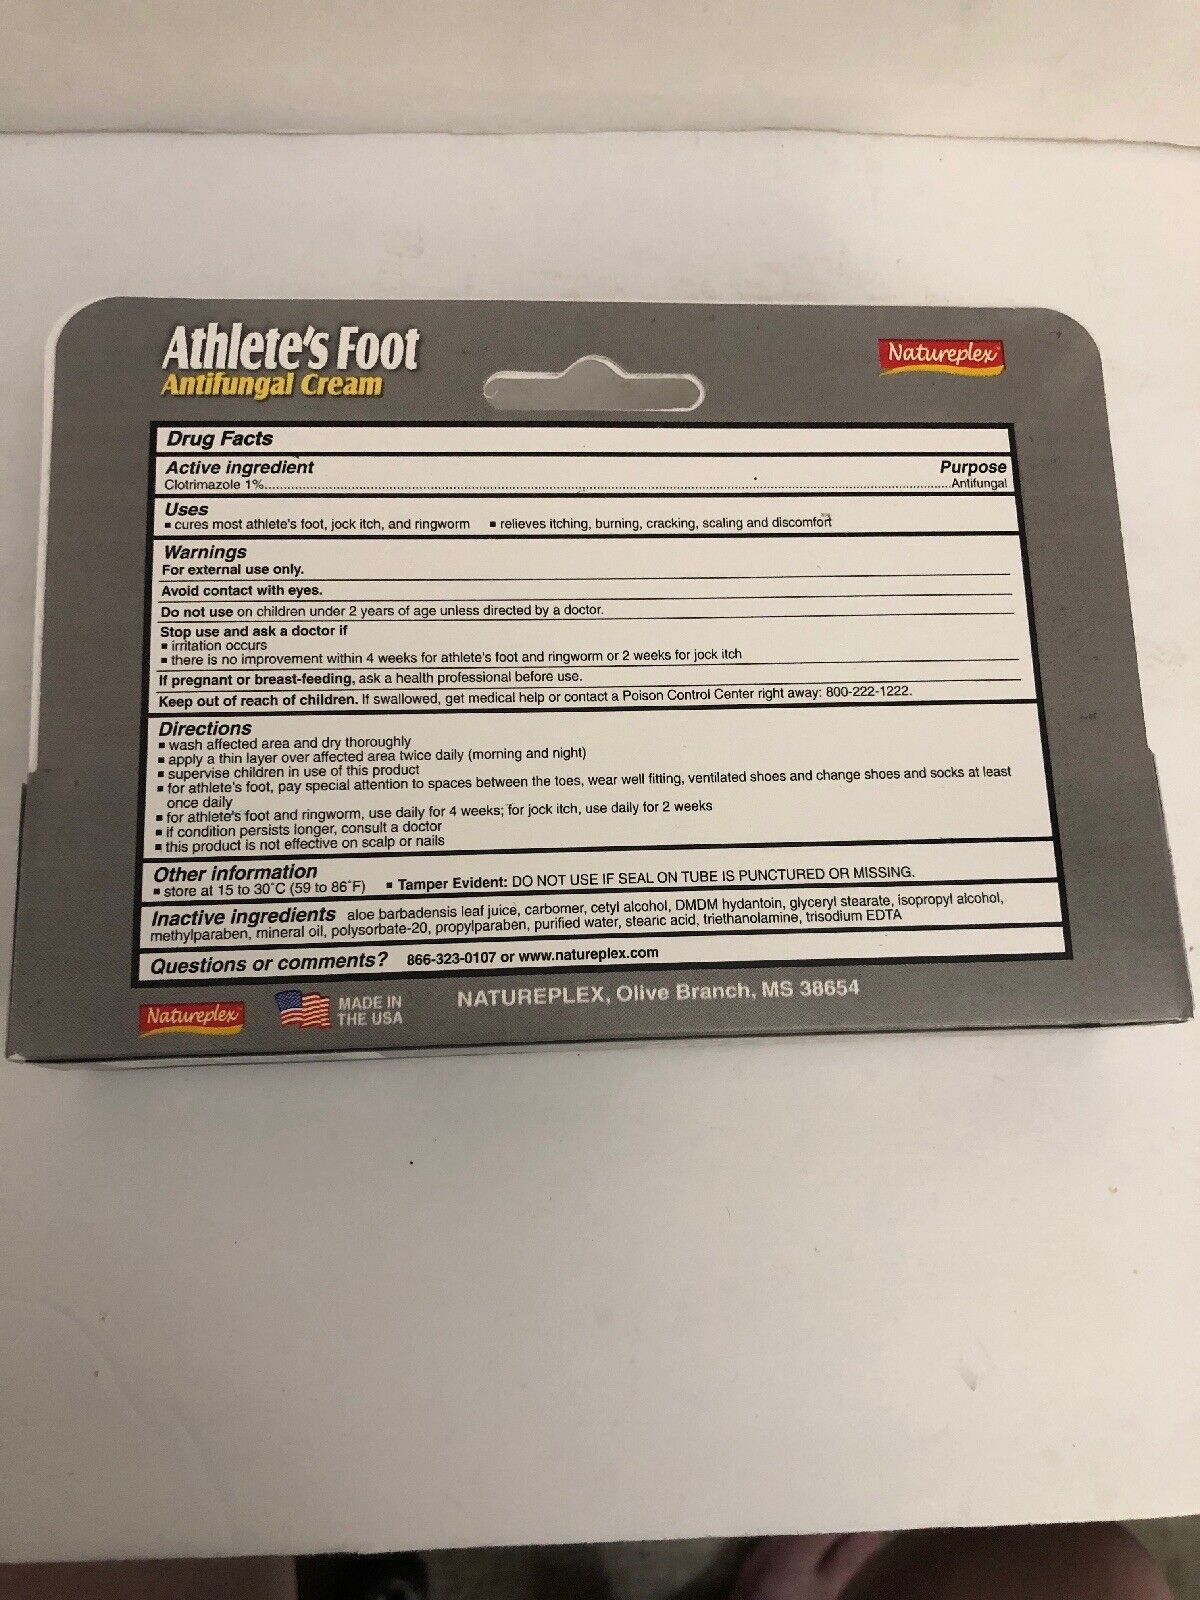 Athlete's Foot
Antifungal Cream
Natureplex
Drug Facts
Active ingredient Purpose
Clotrimazole 1%..........Antifungal
Uses
▪ cures most athlete's foot, jock itch, and ringworm ▪ relieves itching, burning, cracking, scaling and discomfort
Warnings
For external use only.
Avoid contact with eyes.
Do not use on children under 2 years of age unless directed by a doctor.
Stop use and ask a doctor if
▪ irritation occurs
▪ there is no improvement within 4 weeks for athlete's foot and ringworm or 2 weeks for jock itch
If pregnant or breast-feeding, ask a health professional before use.
Keep out of reach of children. If swallowed, get medical help or contact a Poison Control Center right away: 800-222-1222.
Directions
▪ wash affected area and dry thoroughly
▪ apply a thin layer over affected area twice daily (morning and night)
▪ supervise children in use of this product
▪ for athlete's foot, pay special attention to spaces between the toes, wear well fitting, ventilated shoes and change shoes and socks at least
once daily
▪ for athlete's foot and ringworm, use daily for 4 weeks; for jock itch, use daily for 2 weeks
▪ if condition persists longer, consult a doctor
▪ this product is not effective on scalp or nails
Other information
▪ store at 15 to 30°C (59 to 86°F) ▪ Tamper Evident: DO NOT USE IF SEAL ON TUBE IS PUNCTURED OR MISSING.
Inactive ingredients aloe barbadensis leaf juice, carbomer, cetyl alcohol, DMDM hydantoin, glyceryl stearate, isopropyl alcohol,
methylparaben, mineral oil, polysorbate-20, propylparaben, purified water, stearic acid, triethanolamine, trisodium EDTA
Questions or comments? 866-323-0107 or www.natureplex.com
Natureplex
MADE IN
THE USA
NATUREPLEX, Olive Branch, MS 38654